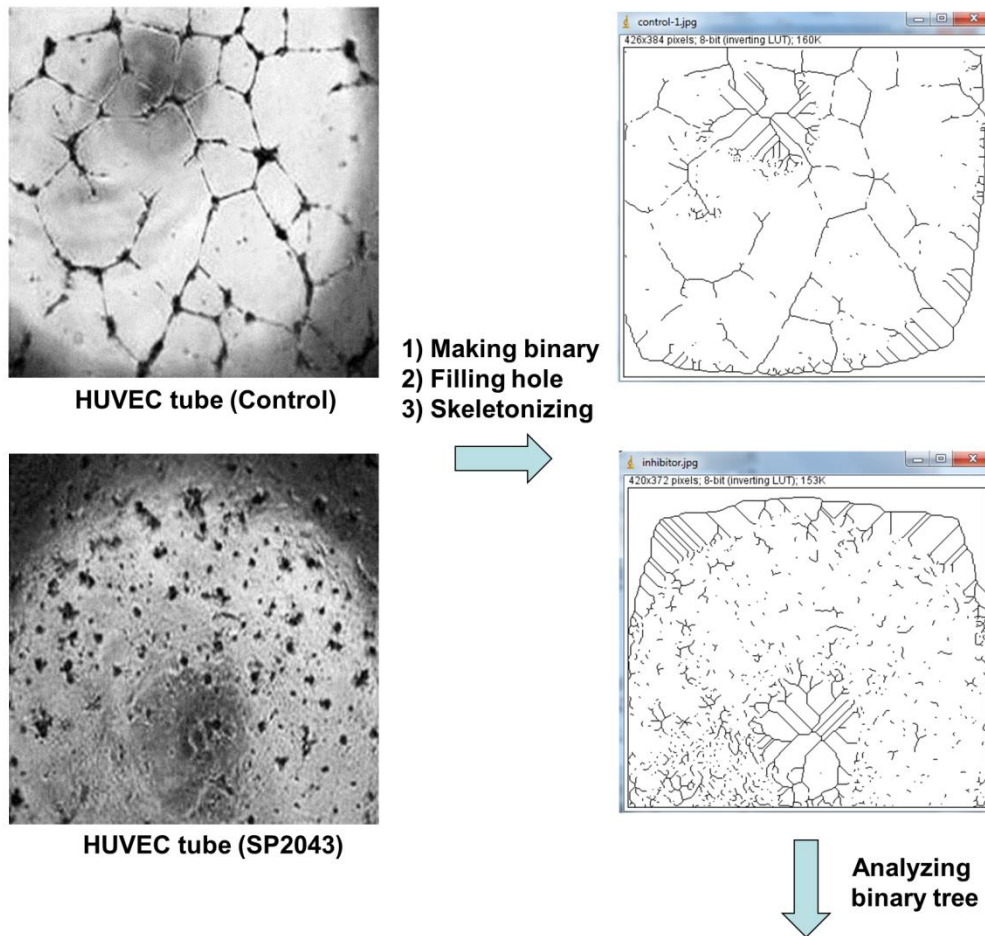 control-1.jpg
426x384 pixels; 8-bit (inverting LUT); 160K
HUVEC tube (Control)
1) Making binary
2) Filling hole
3) Skeletonizing
inhibitor.jpg
420x372 pixels; 8-bit (inverting LUT); 153K
HUVEC tube (SP2043)
Analyzing
binary tree